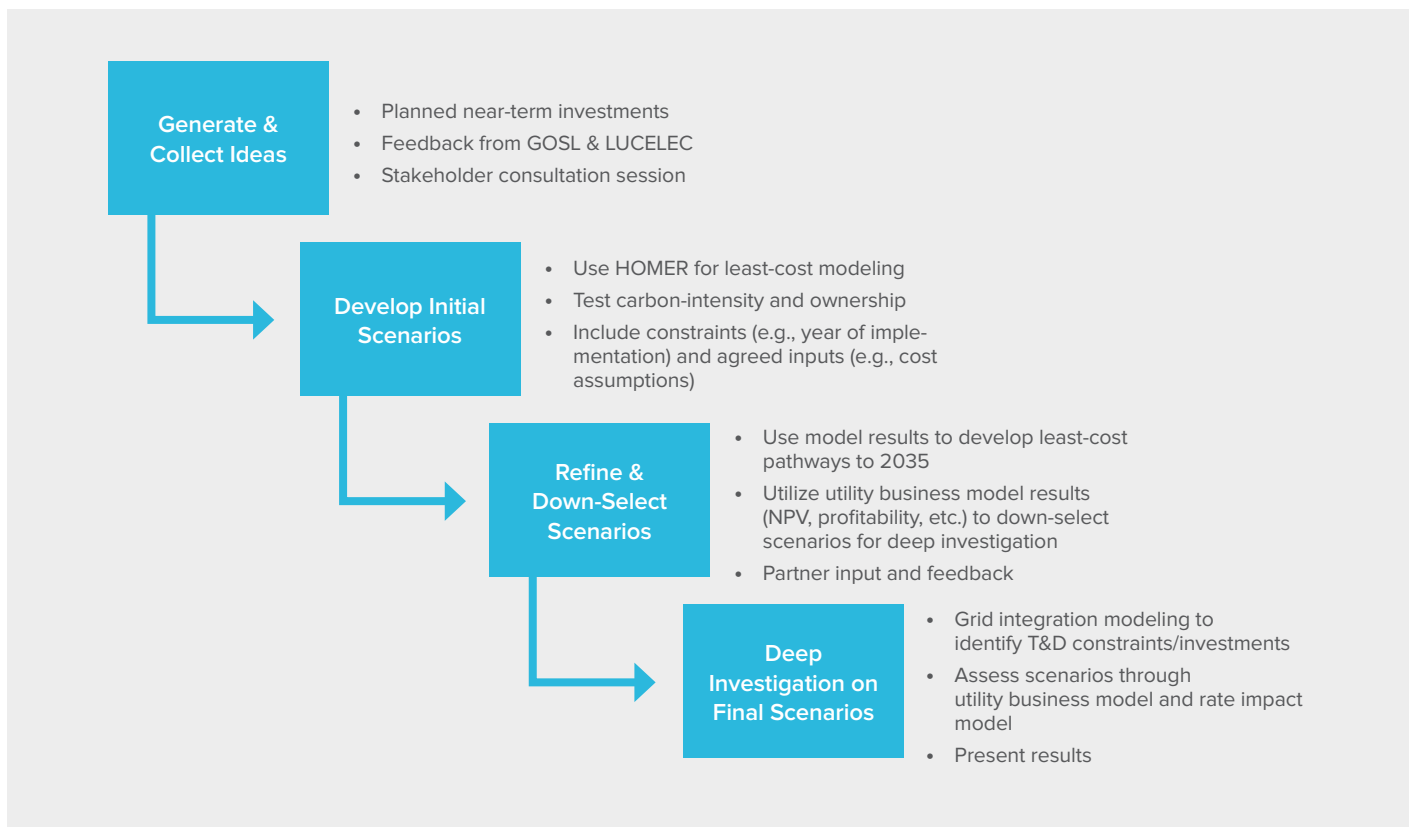 Generate &
Collect Ideas
• Planned near-term investments
• Feedback from GOSL & LUCELEC
• Stakeholder consultation session
Develop Initial
Scenarios
• Use HOMER for least-cost modeling
• Test carbon-intensity and ownership
• Include constraints (e.g., year of imple-
mentation) and agreed inputs (e.g., cost
assumptions)
Refine &
Down-Select
Scenarios
• Use model results to develop least-cost
pathways to 2035
• Utilize utility business model results
(NPV, profitability, etc.) to down-select
scenarios for deep investigation
• Partner input and feedback
Deep
Investigation on
Final Scenarios
• Grid integration modeling to
identify T&D constraints/investments
• Assess scenarios through
utility business model and rate impact
model
• Present results